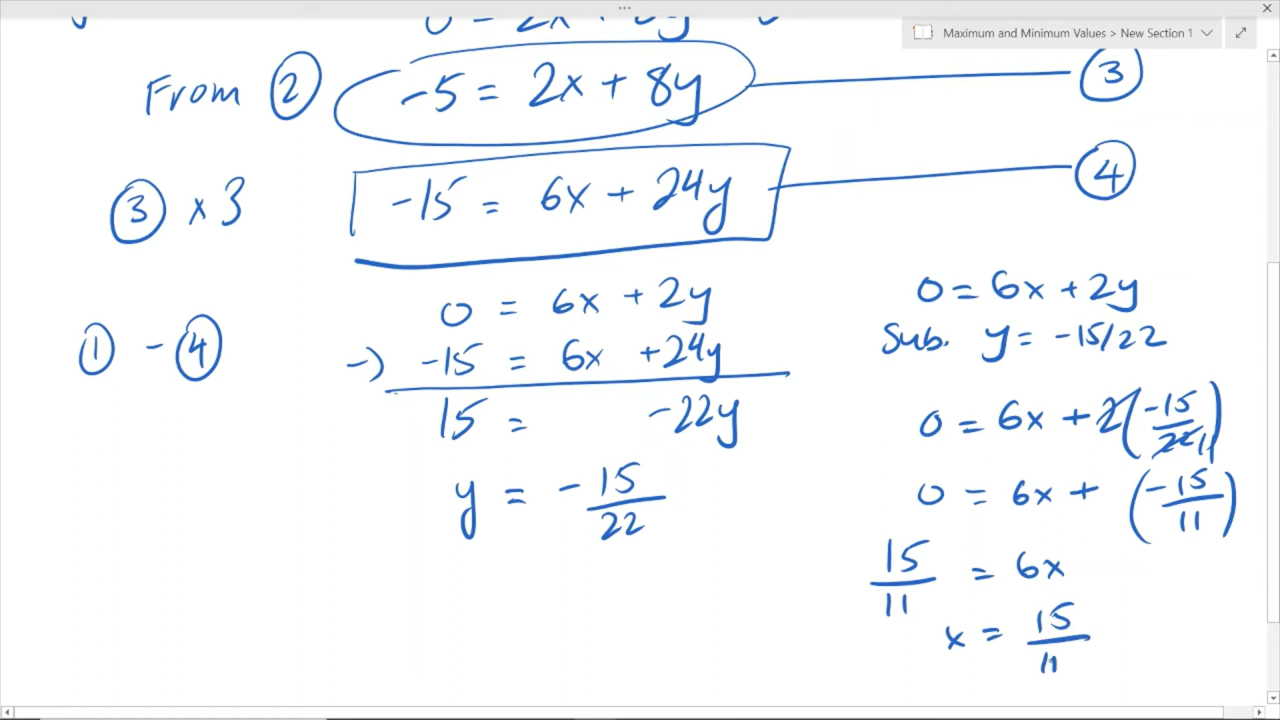 Maximum and Minimum Values > New Section 1
From ② -5 = 2x + 8y ③
③ x 3 -15 = 6x + 24y ④
① - ④
0 = 6x + 2y
-) -15 = 6x +24y
15 = -22y
y = - 15/22
0 = 6x + 2y
Sub. y = -15/22
0 = 6x + 2(-15/22 11)
0 = 6x + (-15/11)
15/11 = 6x
x = 15/11